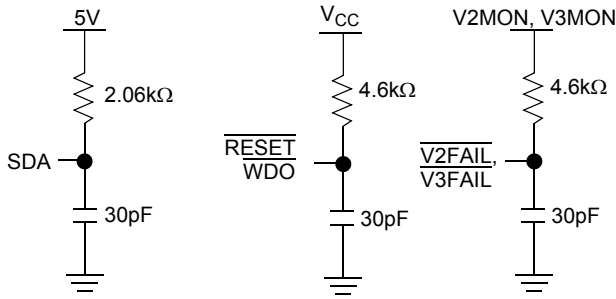 5V
2.06kΩ
SDA
30pF
VCC
4.6kΩ
RESET
WDO
30pF
V2MON, V3MON
4.6kΩ
V2FAIL,
V3FAIL
30pF